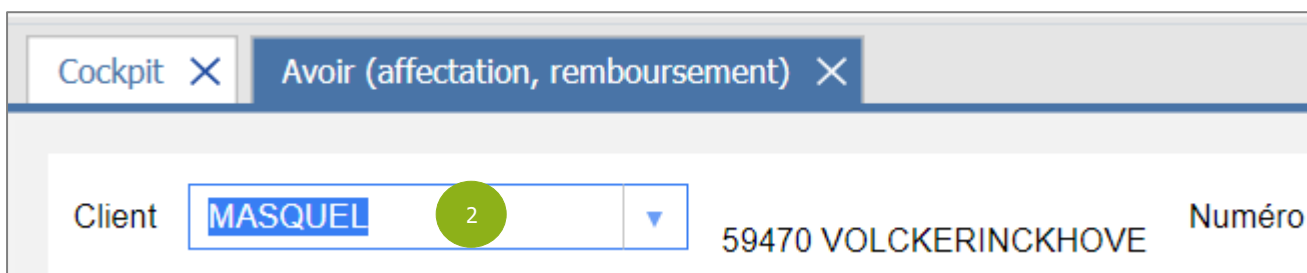 Cockpit Avoir (affectation, remboursement)
Client MASQUEL 2 59470 VOLCKERINCKHOVE Numéro